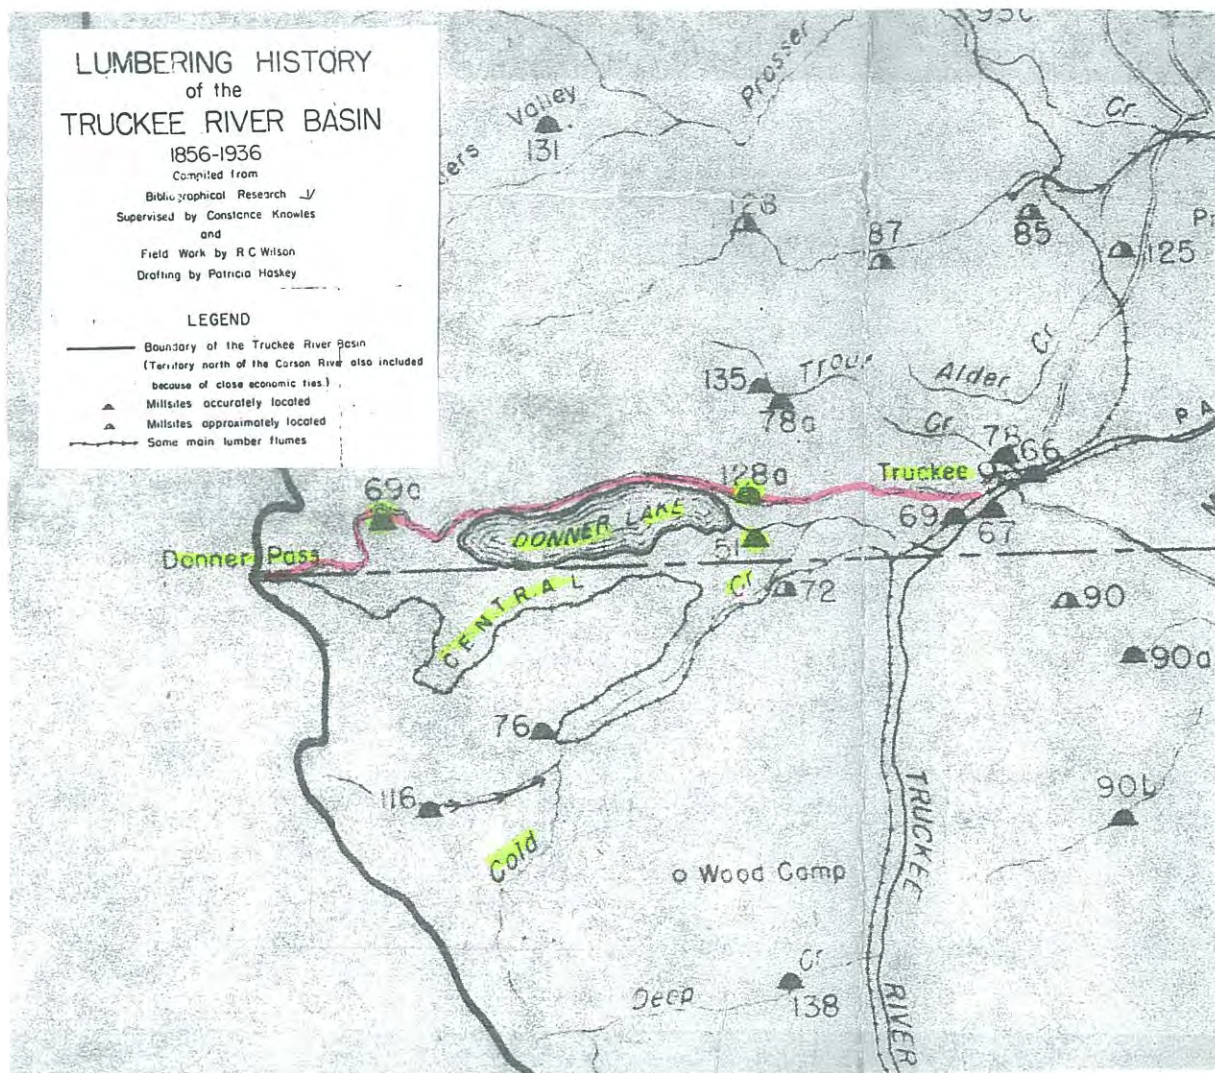 LUMBERING HISTORY
of the
TRUCKEE RIVER BASIN
1856-1936
Compiled from
Bibliographical Research
Supervised by Constance Knowles
and
Field Work by R C Wilson
Drafting by Patricia Haskey
LEGEND
Boundary of the Truckee River Basin
(Territory north of the Carson River also included
because of close economic ties.)
Millsites accurately located
Millsites approximately located
Some main lumber flumes
Prosser
Valley
131
Cr
128
87
85
125
Cr
Alder
135
Trout
78a
Cr
78
66
Truckee
69a
128a
DONNER LAKE
51
69
67
Donner Pass
CENTRAL
Cr
72
90
90a
76
116
Cold
90b
TRUCKEE
RIVER
Wood Camp
Cr
Deep
138